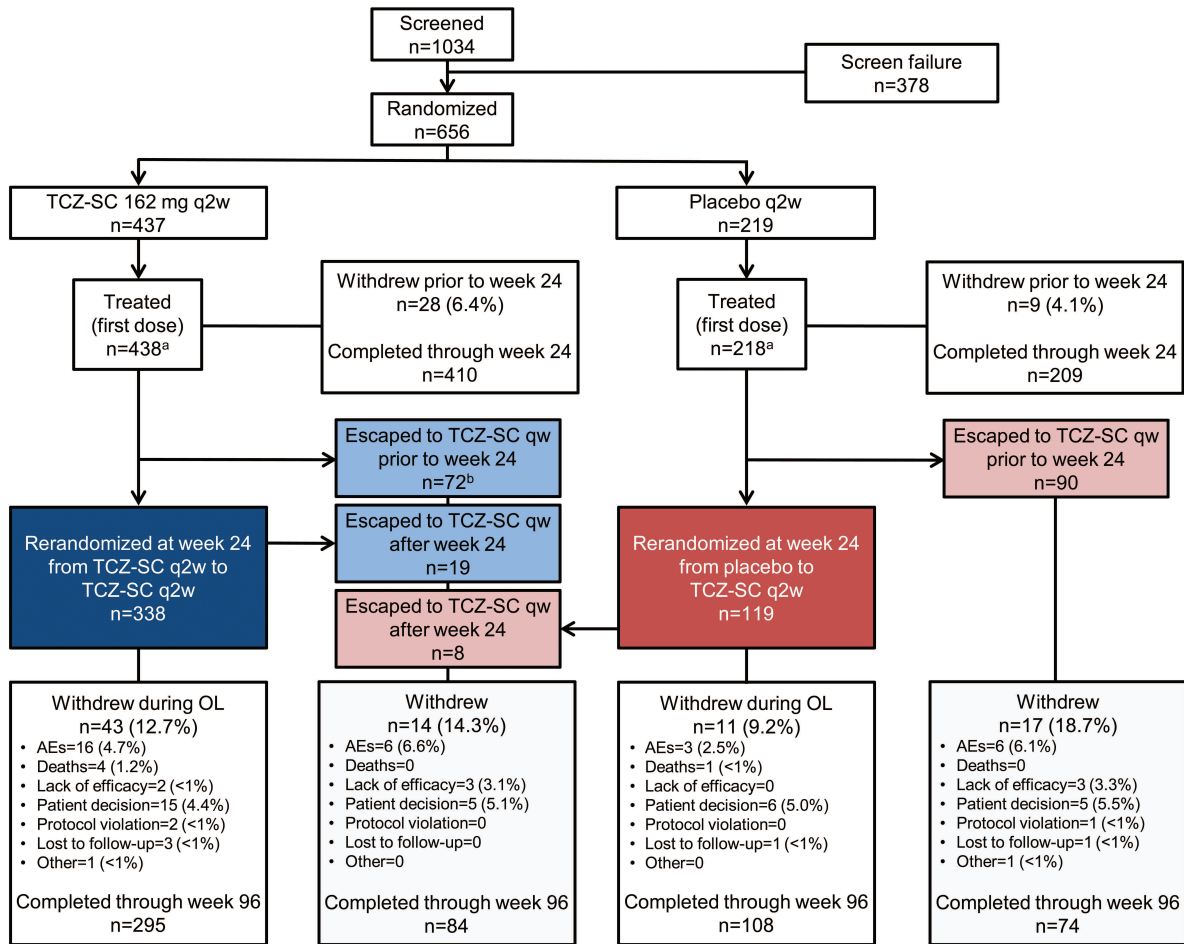 Screened
n=1034
Screen failure
n=378
Randomized
n=656
TCZ-SC 162 mg q2w
n=437
Placebo q2w
n=219
Treated
(first dose)
n=438a
Withdrew prior to week 24
n=28 (6.4%)
Completed through week 24
n=410
Treated
(first dose)
n=218a
Withdrew prior to week 24
n=9 (4.1%)
Completed through week 24
n=209
Escaped to TCZ-SC qw
prior to week 24
n=72b
Escaped to TCZ-SC qw
prior to week 24
n=90
Rerandomized at week 24
from TCZ-SC q2w to
TCZ-SC q2w
n=338
Escaped to TCZ-SC qw
after week 24
n=19
Escaped to TCZ-SC qw
after week 24
n=8
Rerandomized at week 24
from placebo to
TCZ-SC q2w
n=119
Withdrew during OL
n=43 (12.7%)
• AEs=16 (4.7%)
• Deaths=4 (1.2%)
• Lack of efficacy=2 (<1%)
• Patient decision=15 (4.4%)
• Protocol violation=2 (<1%)
• Lost to follow-up=3 (<1%)
• Other=1 (<1%)
Completed through week 96
n=295
Withdrew
n=14 (14.3%)
• AEs=6 (6.6%)
• Deaths=0
• Lack of efficacy=3 (3.1%)
• Patient decision=5 (5.1%)
• Protocol violation=0
• Lost to follow-up=0
• Other=0
Completed through week 96
n=84
Withdrew during OL
n=11 (9.2%)
• AEs=3 (2.5%)
• Deaths=1 (<1%)
• Lack of efficacy=0
• Patient decision=6 (5.0%)
• Protocol violation=0
• Lost to follow-up=1 (<1%)
• Other=0
Completed through week 96
n=108
Withdrew
n=17 (18.7%)
• AEs=6 (6.1%)
• Deaths=0
• Lack of efficacy=3 (3.3%)
• Patient decision=5 (5.5%)
• Protocol violation=1 (<1%)
• Lost to follow-up=1 (<1%)
• Other=1 (<1%)
Completed through week 96
n=74